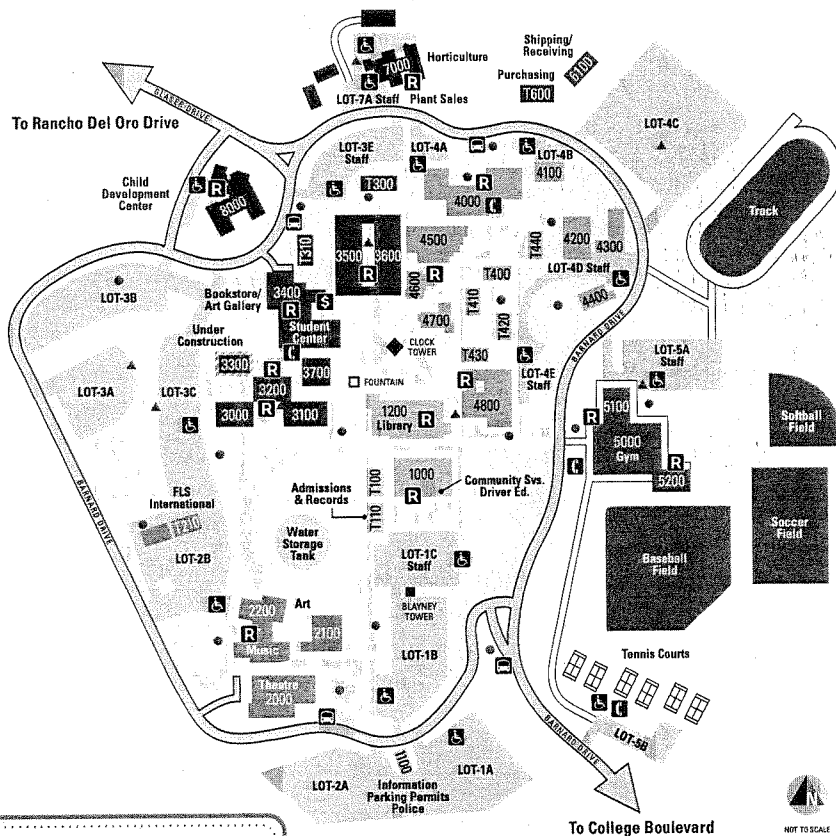 Horticulture
7000
R
LOT-7A Staff
Plant Sales
Shipping/
Receiving
6100
Purchasing
T600
LOT-4C
Track
GLASER DRIVE
To Rancho Del Oro Drive
Child
Development
Center
R
8000
LOT-3E
Staff
T300
LOT-4A
LOT-4B
4100
R
4000
T310
3500
3600
R
4500
R
4600
4700
T440
4200
4300
LOT-4D Staff
T400
T410
T420
T430
4400
BARNARD DRIVE
LOT-3B
Bookstore/
Art Gallery
3400
R
$
Student
Center
Under
Construction
3300
R
3200
3700
R
3000
3100
CLOCK
TOWER
FOUNTAIN
LOT-4E
Staff
R
4800
1200
Library
R
LOT-3A
LOT-3C
LOT-5A
Staff
5100
R
5000
Gym
R
5200
Softball
Field
Soccer
Field
Baseball
Field
BARNARD DRIVE
FLS
International
LOT-2B
Admissions
& Records
T100
T110
1000
R
Community Svs.
Driver Ed.
Water
Storage
Tank
LOT-1C
Staff
BLAYNEY
TOWER
LOT-1B
Art
2200
R
Music
2100
Theatre
2000
Tennis Courts
LOT-5B
BARNARD DRIVE
1100
LOT-2A
Information
Parking Permits
Police
LOT-1A
To College Boulevard
N
NOT TO SCALE